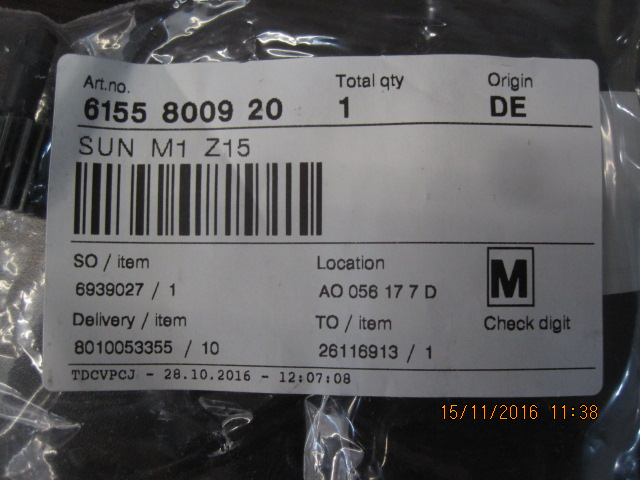 Art.no. Total qty Origin
6155 8009 20 1 DE
SUN M1 Z15
SO / item Location
6939027 / 1 AO 056 17 7 D M
Delivery / item TO / item Check digit
8010053355 / 10 26116913 / 1
TDCVPCJ - 28.10.2016 - 12:07:08
15/11/2016 11:38